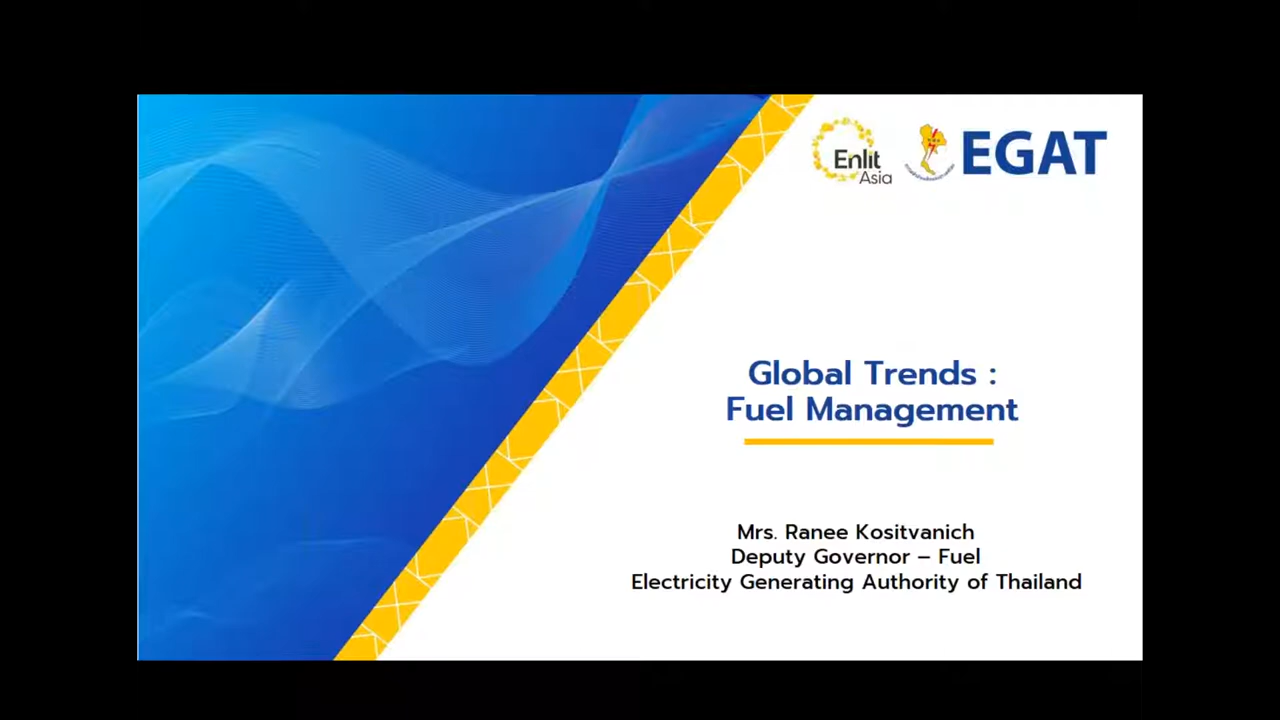 Enlit
Asia
EGAT
Global Trends :
Fuel Management
Mrs. Ranee Kositvanich
Deputy Governor – Fuel
Electricity Generating Authority of Thailand